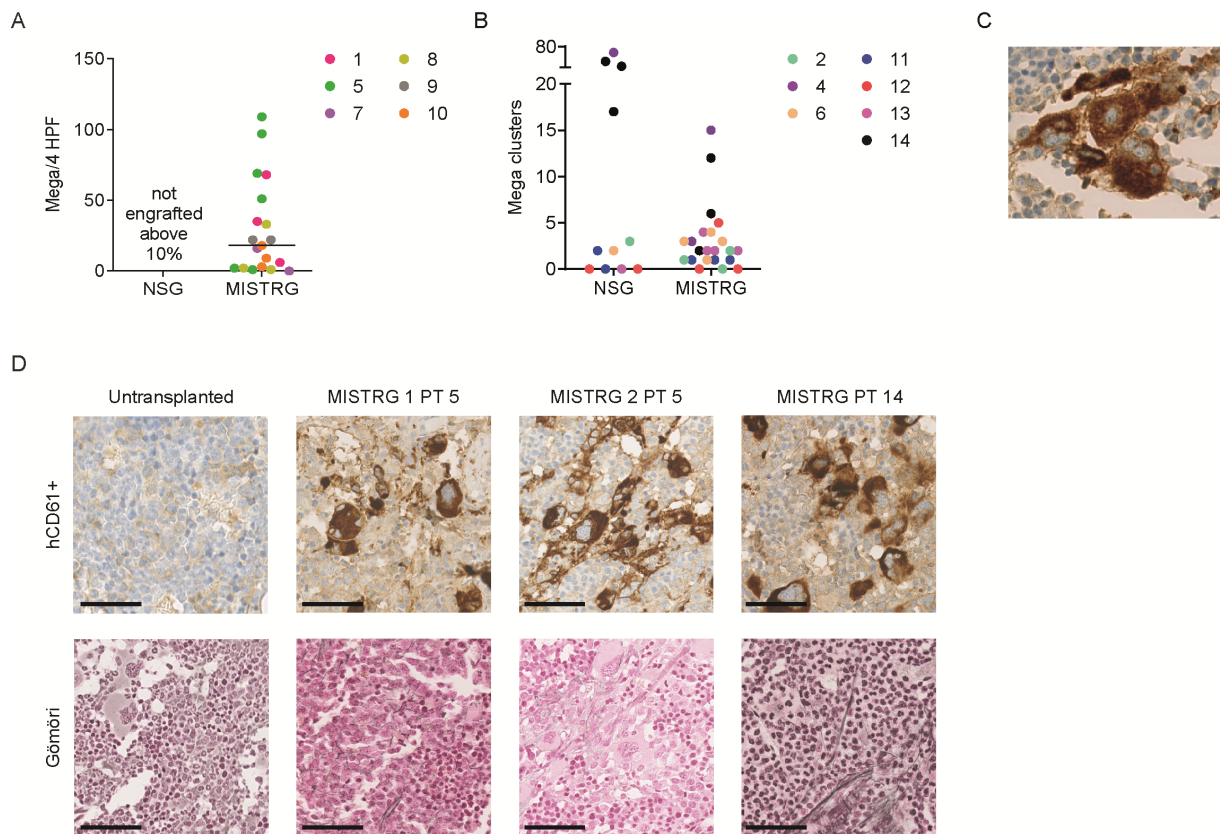 A
B
C
150
100
50
0
Mega/4 HPF
not
engrafted
above
10%
NSG
MISTRG
1
8
5
9
7
10
80
20
15
10
5
0
Mega clusters
NSG
MISTRG
2
11
4
12
6
13
14
D
Untransplanted
MISTRG 1 PT 5
MISTRG 2 PT 5
MISTRG PT 14
hCD61+
Gömöri